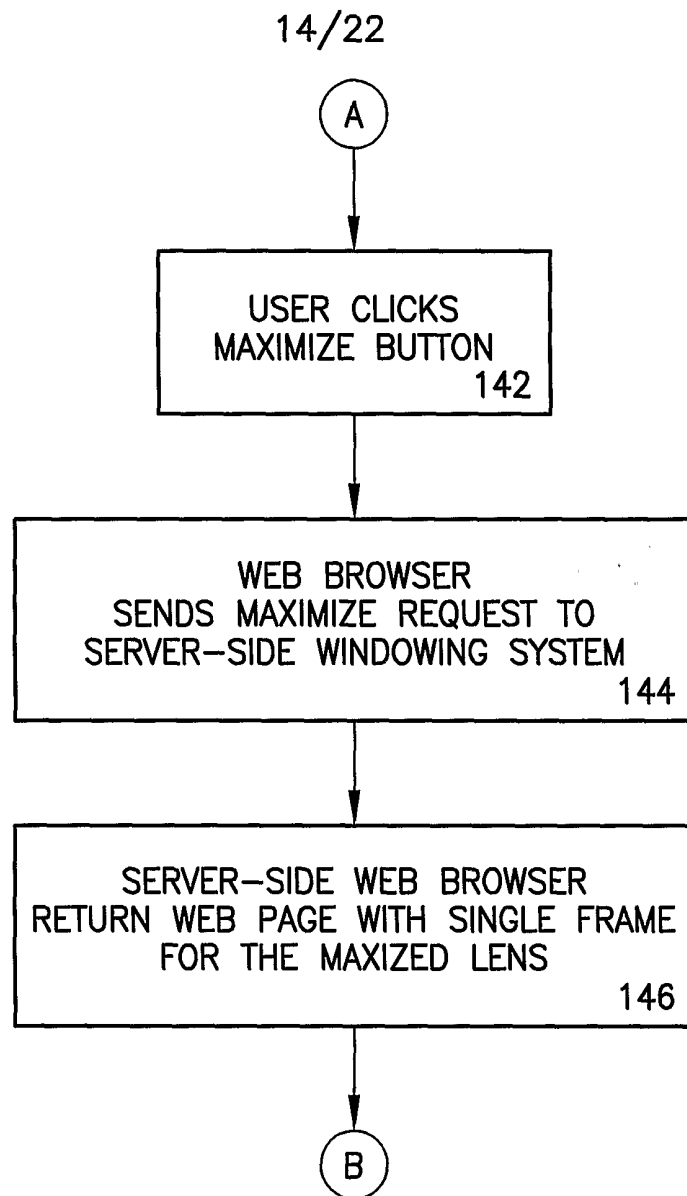 14/22
A
USER CLICKS
MAXIMIZE BUTTON
142
WEB BROWSER
SENDS MAXIMIZE REQUEST TO
SERVER-SIDE WINDOWING SYSTEM
144
SERVER-SIDE WEB BROWSER
RETURN WEB PAGE WITH SINGLE FRAME
FOR THE MAXIZED LENS
146
B